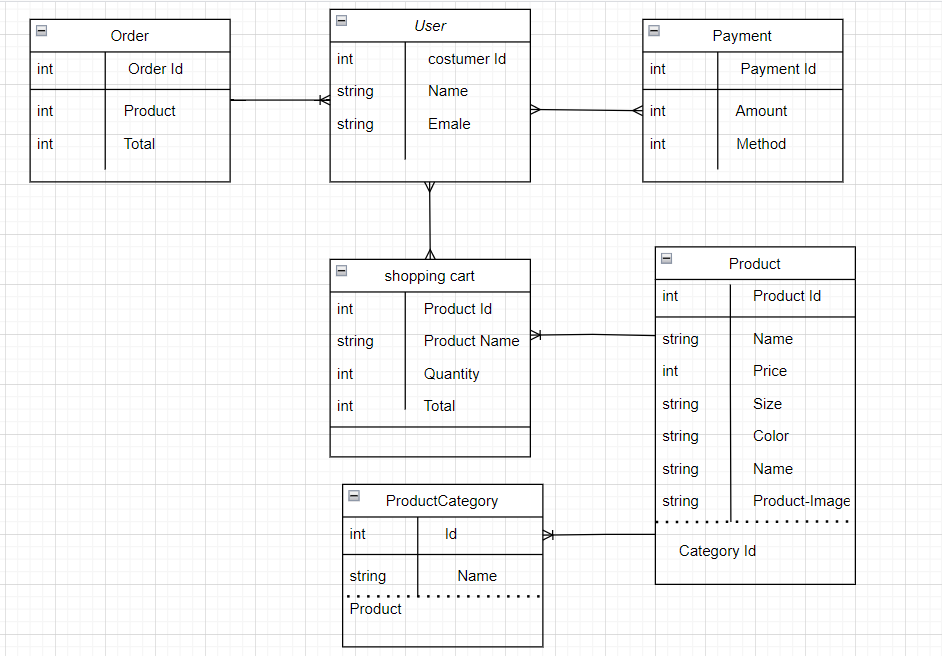 Order
int Order Id
int Product
int Total
User
int costumer Id
string Name
string Emale
Payment
int Payment Id
int Amount
int Method
shopping cart
int Product Id
string Product Name
int Quantity
int Total
Product
int Product Id
string Name
int Price
string Size
string Color
string Name
string Product-Image
Category Id
ProductCategory
int Id
string Name
Product